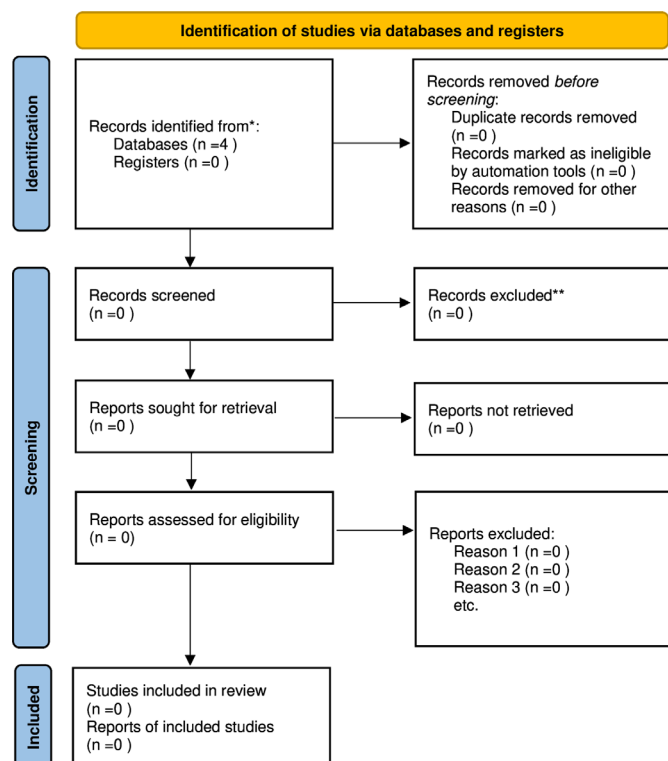 Identification of studies via databases and registers
Identification
Records identified from*:
Databases (n =4 )
Registers (n =0 )
Records removed before
screening:
Duplicate records removed
(n =0 )
Records marked as ineligible
by automation tools (n =0 )
Records removed for other
reasons (n =0 )
Screening
Records screened
(n =0 )
Records excluded**
(n =0 )
Reports sought for retrieval
(n =0 )
Reports not retrieved
(n =0 )
Reports assessed for eligibility
(n = 0)
Reports excluded:
Reason 1 (n =0 )
Reason 2 (n =0 )
Reason 3 (n =0 )
etc.
Included
Studies included in review
(n =0 )
Reports of included studies
(n =0 )